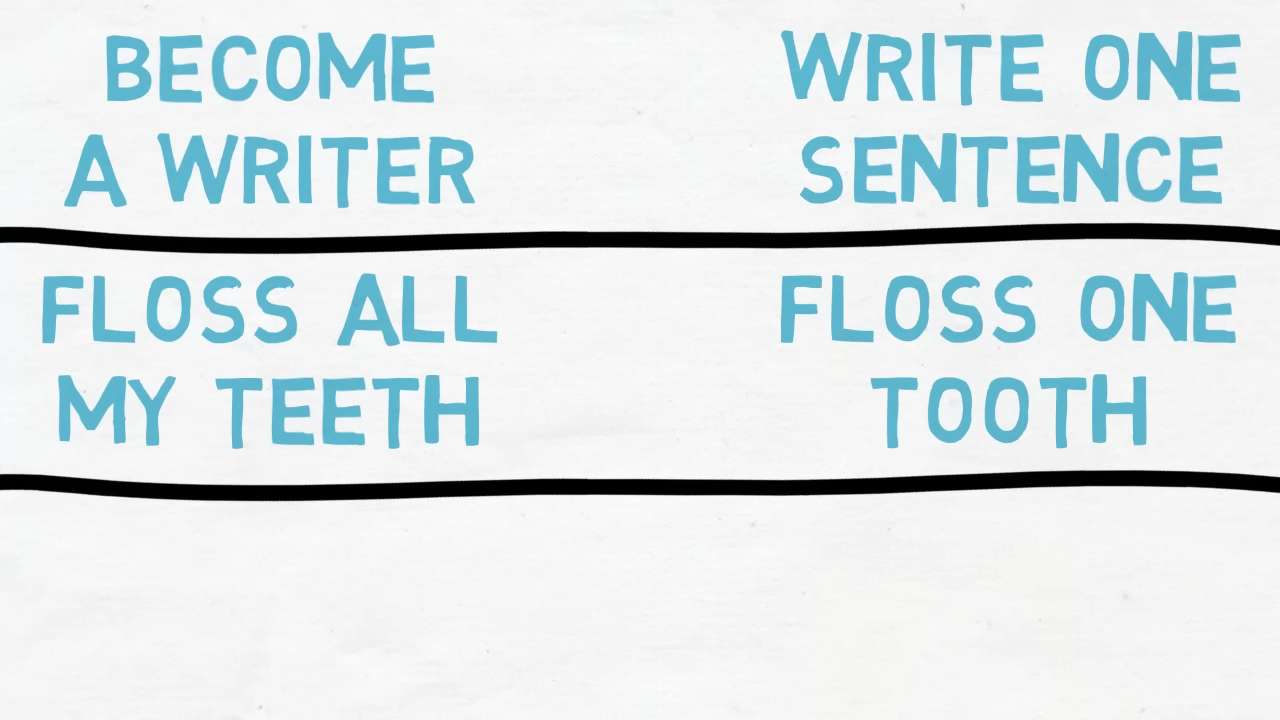 BECOME
A WRITER
WRITE ONE
SENTENCE
FLOSS ALL
MY TEETH
FLOSS ONE
TOOTH